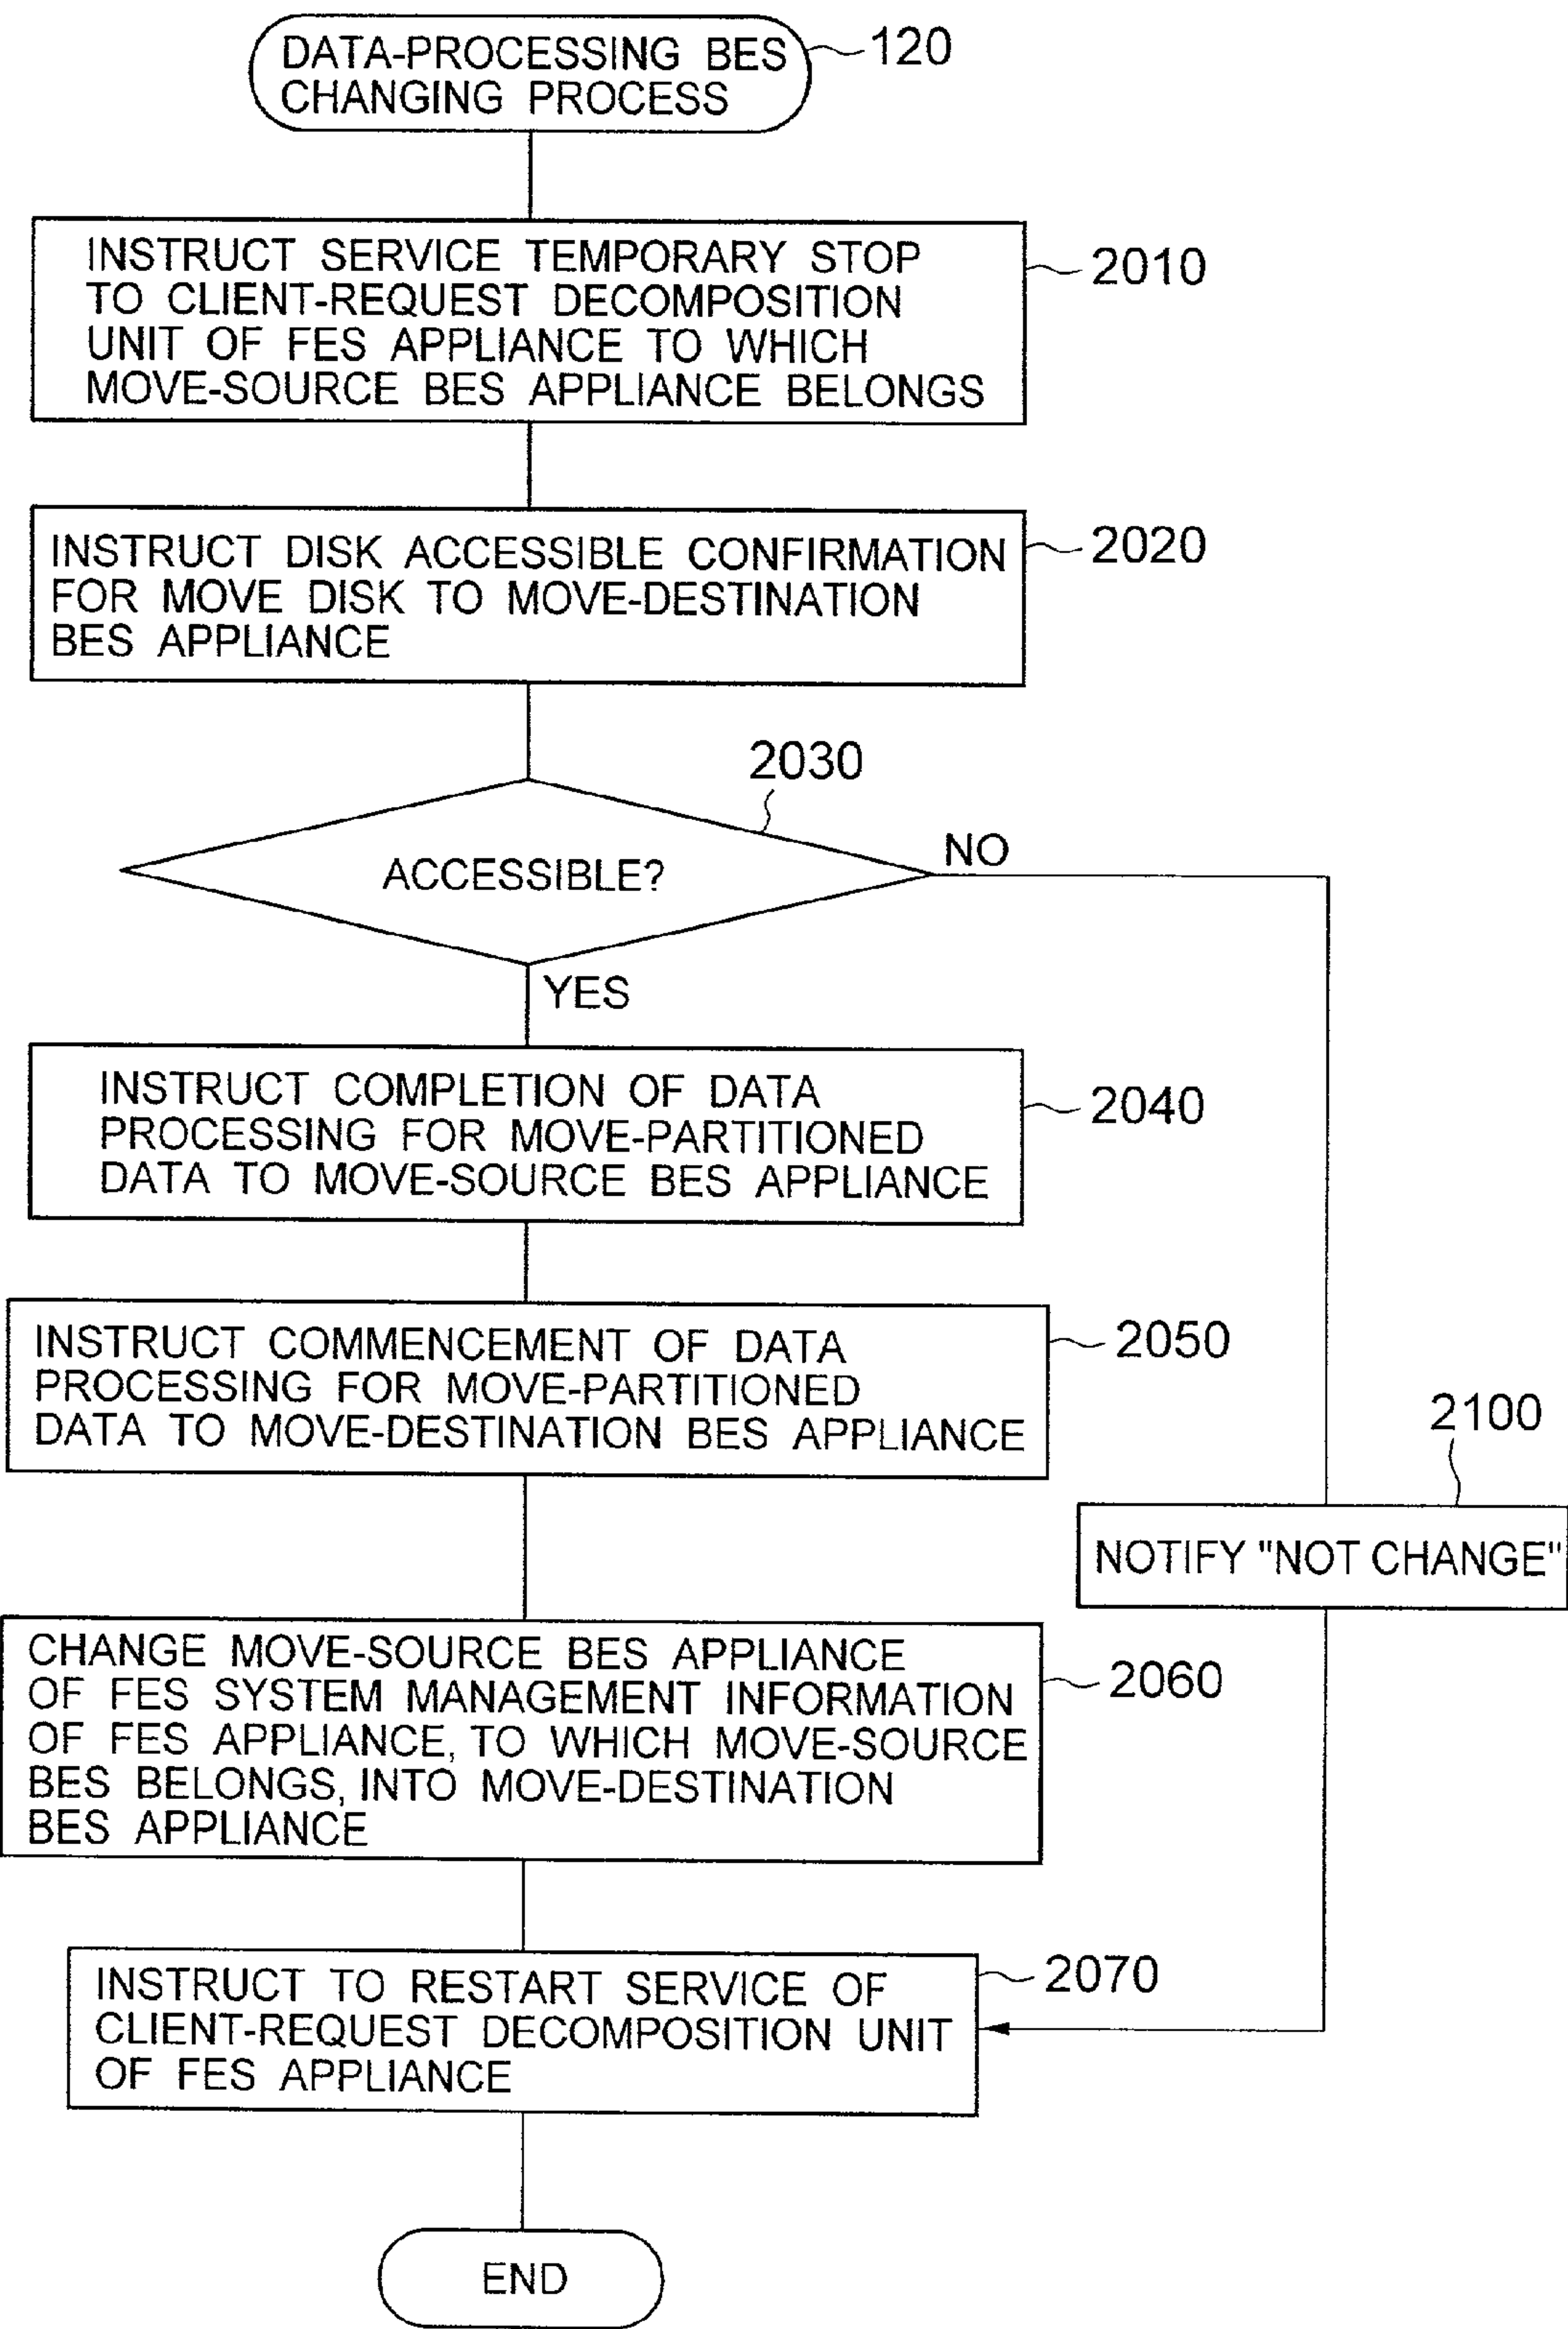 DATA-PROCESSING BES
CHANGING PROCESS
120
INSTRUCT SERVICE TEMPORARY STOP
TO CLIENT-REQUEST DECOMPOSITION
UNIT OF FES APPLIANCE TO WHICH
MOVE-SOURCE BES APPLIANCE BELONGS
2010
INSTRUCT DISK ACCESSIBLE CONFIRMATION
FOR MOVE DISK TO MOVE-DESTINATION
BES APPLIANCE
2020
2030
ACCESSIBLE?
NO
YES
INSTRUCT COMPLETION OF DATA
PROCESSING FOR MOVE-PARTITIONED
DATA TO MOVE-SOURCE BES APPLIANCE
2040
INSTRUCT COMMENCEMENT OF DATA
PROCESSING FOR MOVE-PARTITIONED
DATA TO MOVE-DESTINATION BES APPLIANCE
2050
2100
NOTIFY "NOT CHANGE"
CHANGE MOVE-SOURCE BES APPLIANCE
OF FES SYSTEM MANAGEMENT INFORMATION
OF FES APPLIANCE, TO WHICH MOVE-SOURCE
BES BELONGS, INTO MOVE-DESTINATION
BES APPLIANCE
2060
INSTRUCT TO RESTART SERVICE OF
CLIENT-REQUEST DECOMPOSITION UNIT
OF FES APPLIANCE
2070
END